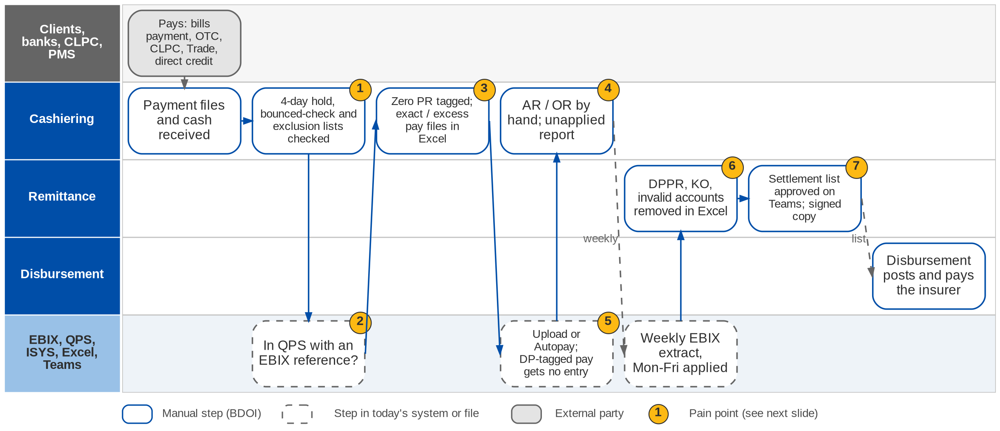 Clients,
banks, CLPC,
PMS
Pays: bills
payment, OTC,
CLPC, Trade,
direct credit
Cashiering
Payment files
and cash
received
1
4-day hold,
bounced-check and
exclusion lists
checked
3
Zero PR tagged;
exact / excess
pay files in
Excel
4
AR / OR by
hand; unapplied
report
Remittance
6
DPPR, KO,
invalid accounts
removed in Excel
7
Settlement list
approved on
Teams; signed
copy
weekly
list
Disbursement
Disbursement
posts and pays
the insurer
EBIX, QPS,
ISYS, Excel,
Teams
2
In QPS with an
EBIX reference?
5
Upload or
Autopay;
DP-tagged pay
gets no entry
Weekly EBIX
extract,
Mon-Fri applied
Manual step (BDOI)
Step in today's system or file
External party
1
Pain point (see next slide)